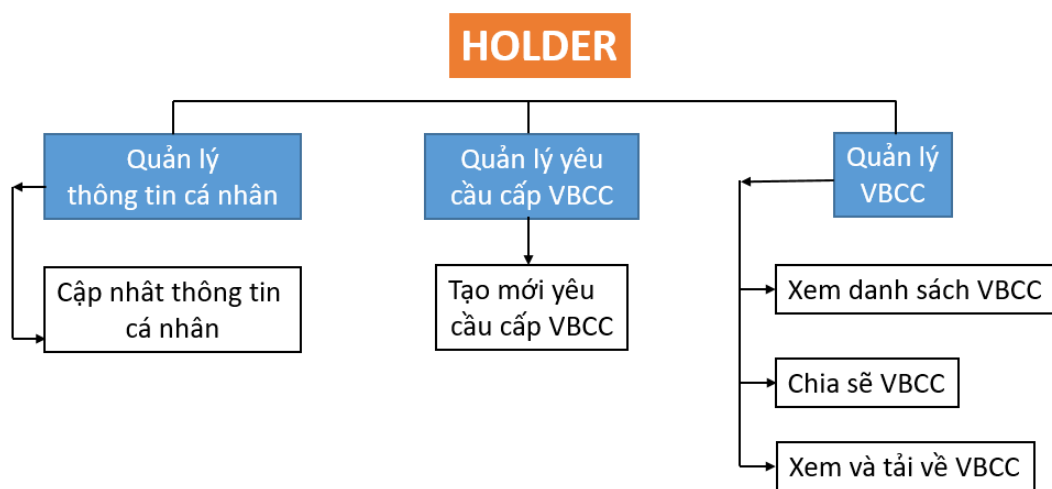 HOLDER
Quản lý
thông tin cá nhân
Quản lý yêu
cầu cấp VBCC
Quản lý
VBCC
Cập nhât thông tin
cá nhân
Tạo mới yêu
cầu cấp VBCC
Xem danh sách VBCC
Chia sẽ VBCC
Xem và tải về VBCC